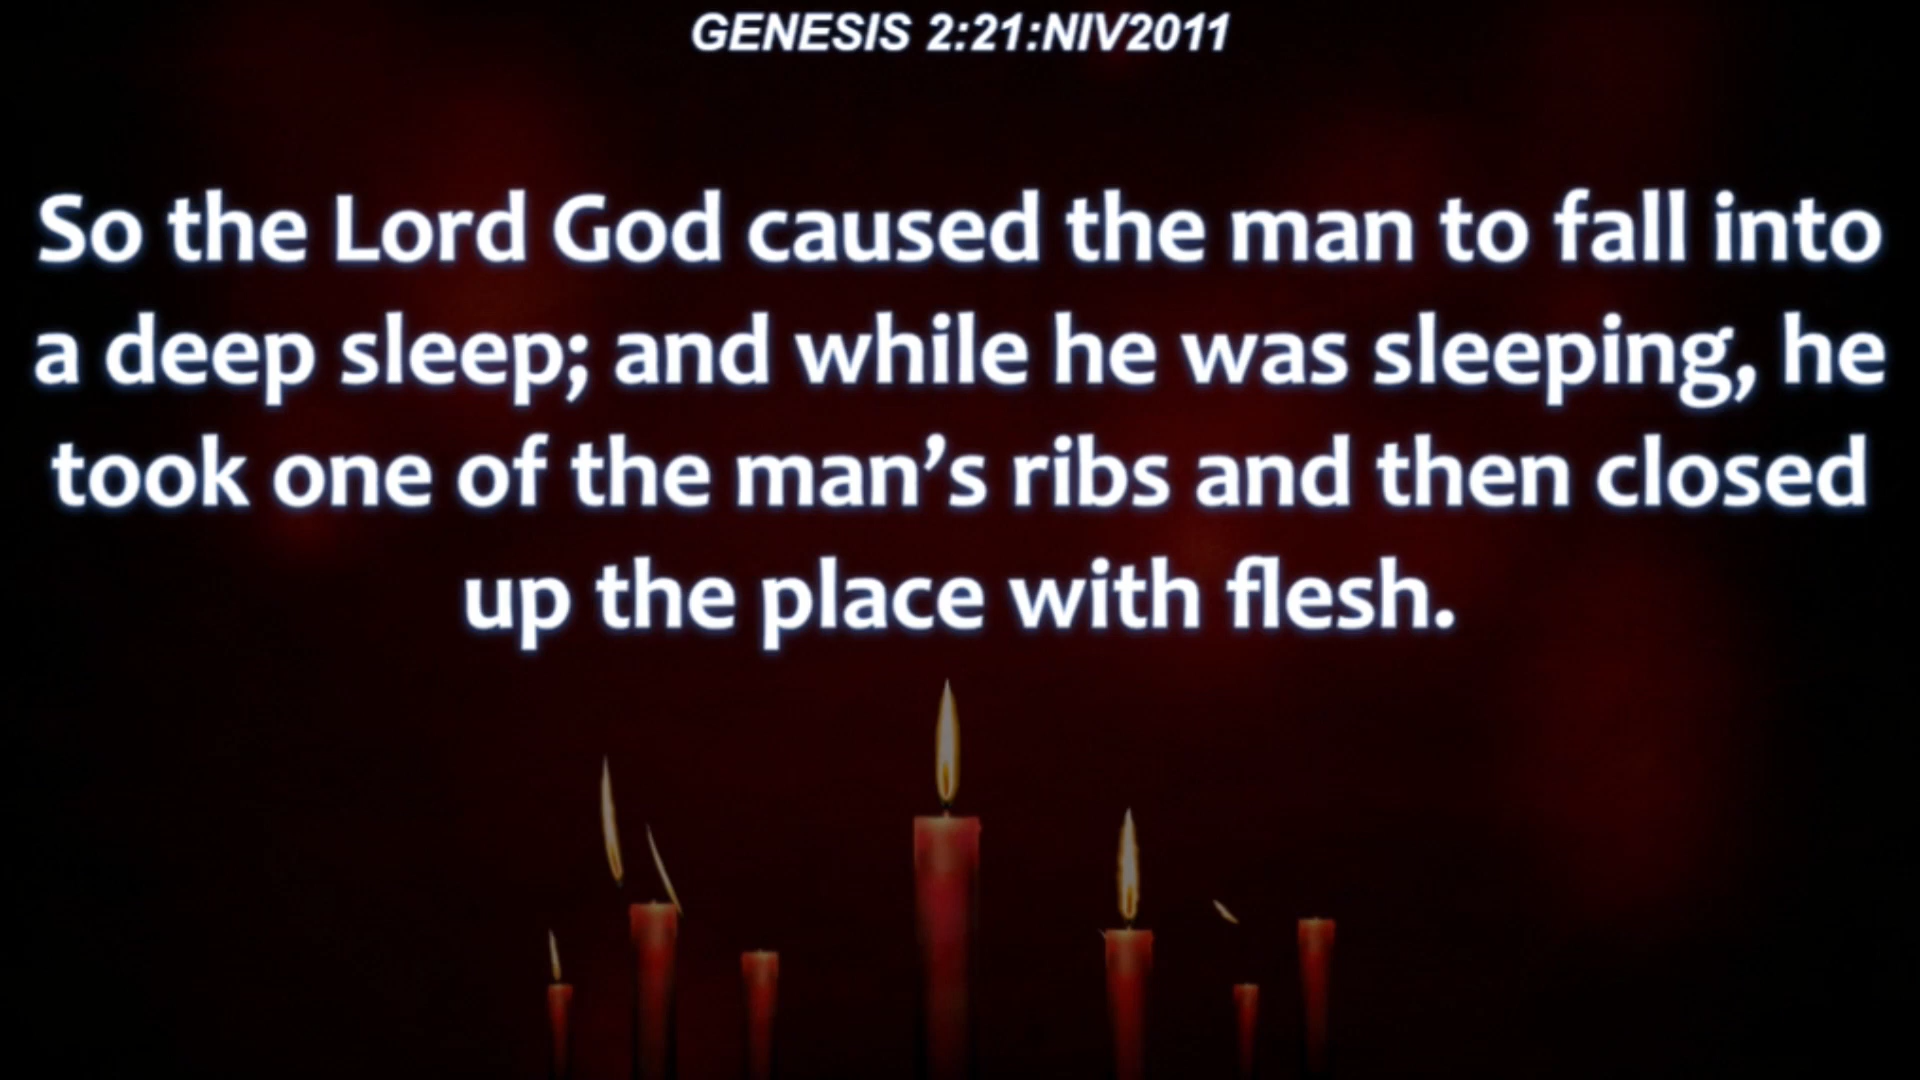 GENESIS 2:21:NIV2011
So the Lord God caused the man to fall into
a deep sleep; and while he was sleeping, he
took one of the man’s ribs and then closed
up the place with flesh.